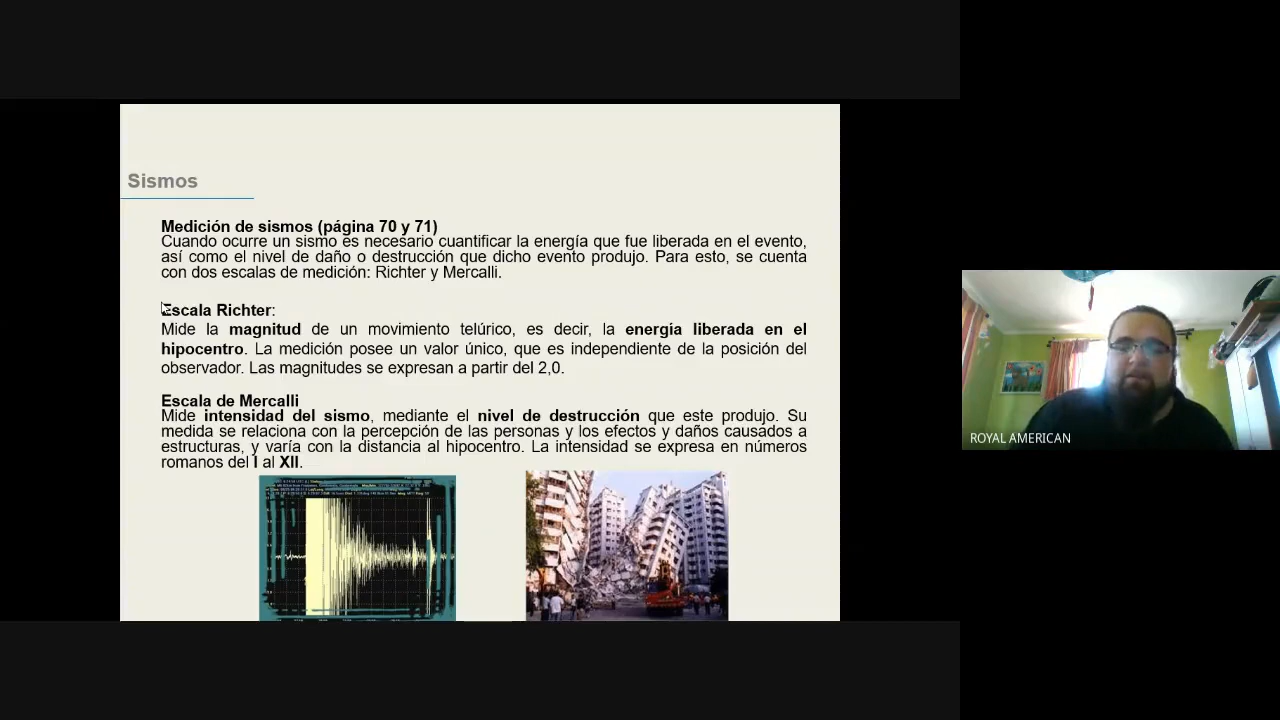 Sismos
Medición de sismos (página 70 y 71)
Cuando ocurre un sismo es necesario cuantificar la energía que fue liberada en el evento,
así como el nivel de daño o destrucción que dicho evento produjo. Para esto, se cuenta
con dos escalas de medición: Richter y Mercalli.
Escala Richter:
Mide la magnitud de un movimiento telúrico, es decir, la energía liberada en el
hipocentro. La medición posee un valor único, que es independiente de la posición del
observador. Las magnitudes se expresan a partir del 2,0.
Escala de Mercalli
Mide intensidad del sismo, mediante el nivel de destrucción que este produjo. Su
medida se relaciona con la percepción de las personas y los efectos y daños causados a
estructuras, y varía con la distancia al hipocentro. La intensidad se expresa en números
romanos del I al XII.
ROYAL AMERICAN